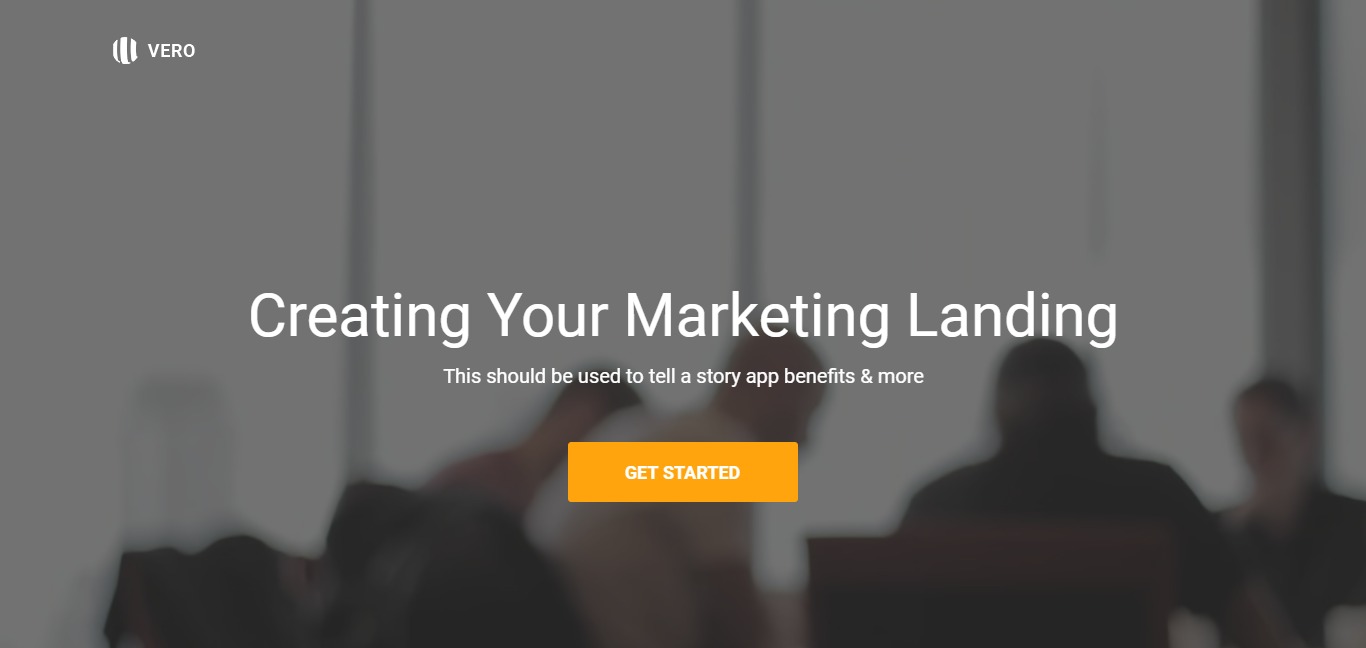 VERO
Creating Your Marketing Landing
This should be used to tell a story app benefits & more
GET STARTED